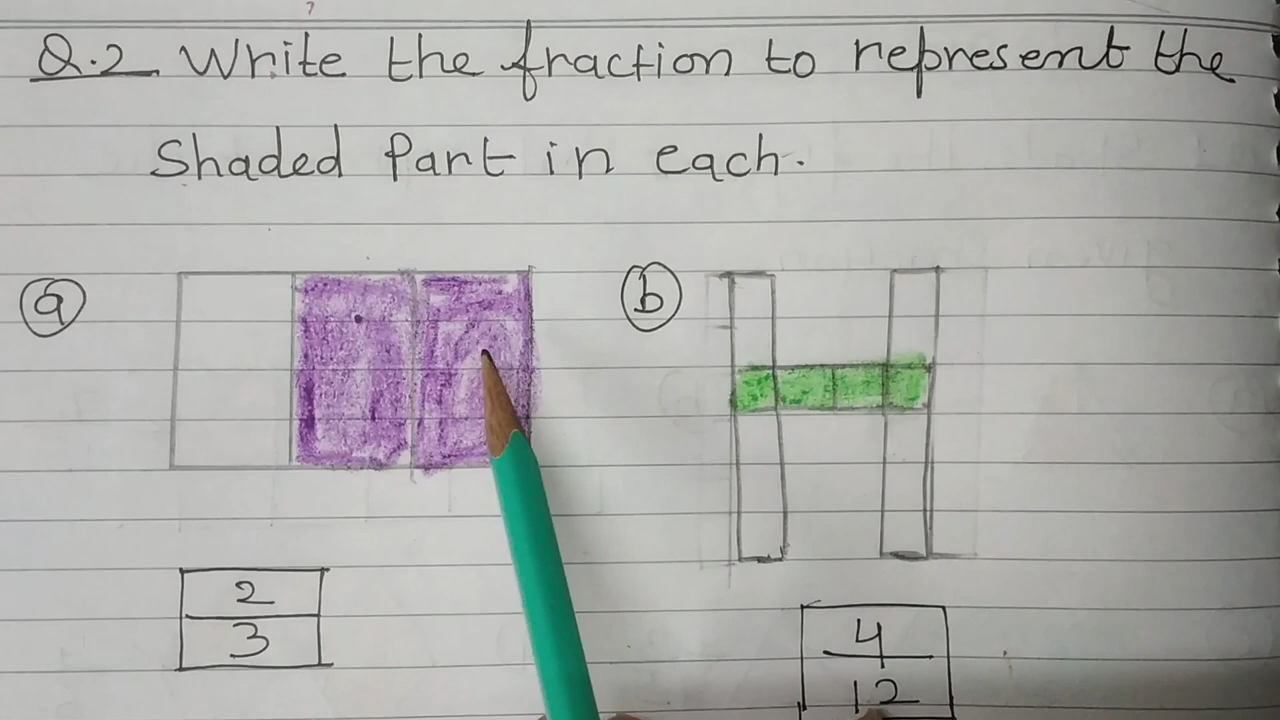 Q.2 Write the fraction to represent the
Shaded Part in each.
a
b
2
3
4
12